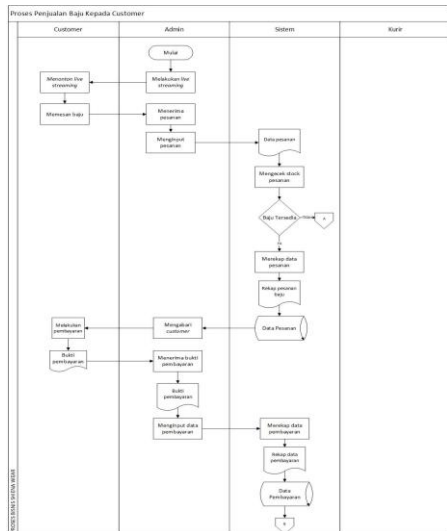 Proses Penjualan Baju Kepada Customer
Customer
Admin
Sistem
Kurir
Mulai
Menonton live
streaming
Melakukan live
streaming
Memesan baju
Menerima
pesanan
Menginput
pesanan
Data pesanan
Mengecek stock
pesanan
Baju Tersedia
Merekap data
pesanan
Rekap pesanan
baju
Melakukan
pembayaran
Mengabari
customer
Data Pesanan
Bukti
pembayaran
Menerima bukti
pembayaran
Bukti
pembayaran
Menginput data
pembayaran
Merekap data
pembayaran
Rekap data
pembayaran
Data
Pembayaran